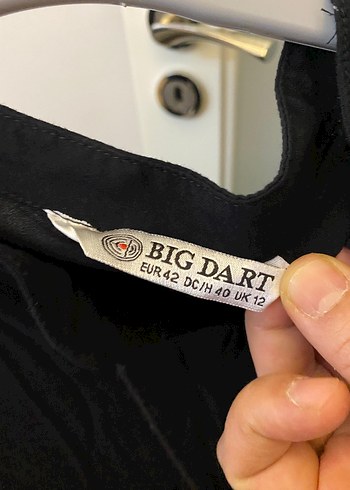 BIG DART
EUR 42 DC/H 40 UK 12